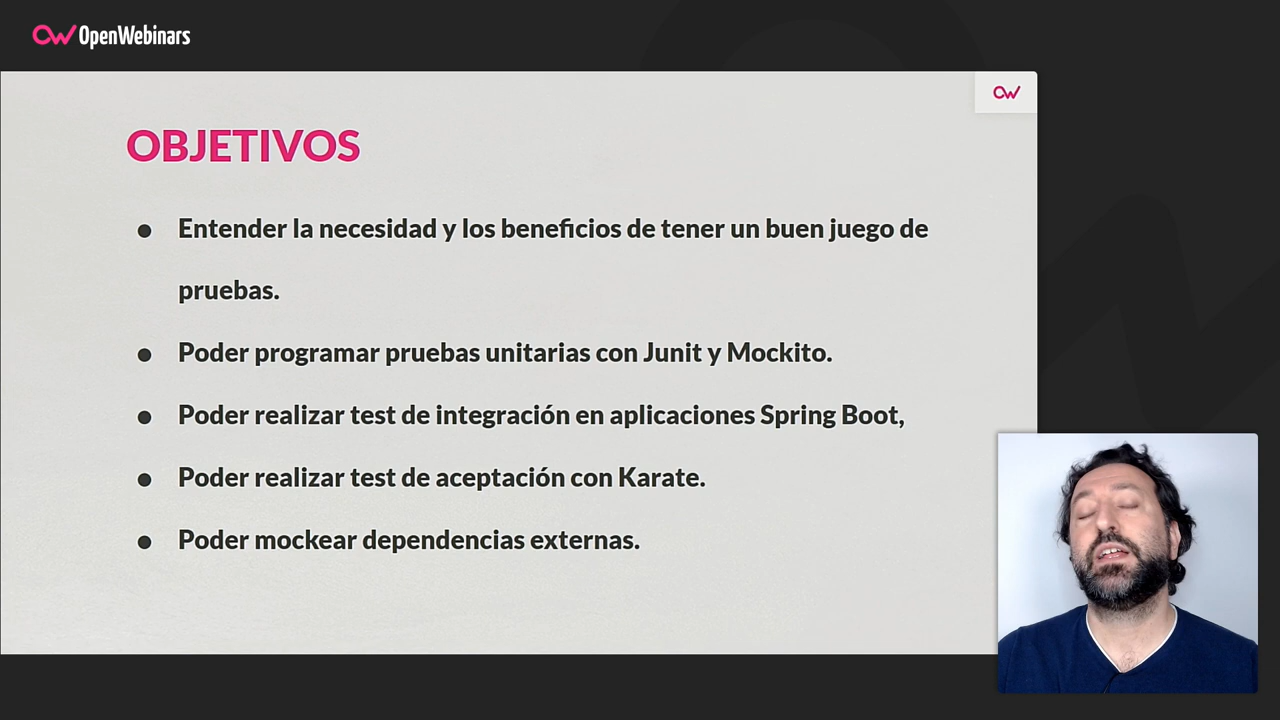 OpenWebinars
OBJETIVOS
● Entender la necesidad y los beneficios de tener un buen juego de
pruebas.
● Poder programar pruebas unitarias con Junit y Mockito.
● Poder realizar test de integración en aplicaciones Spring Boot,
● Poder realizar test de aceptación con Karate.
● Poder mockear dependencias externas.